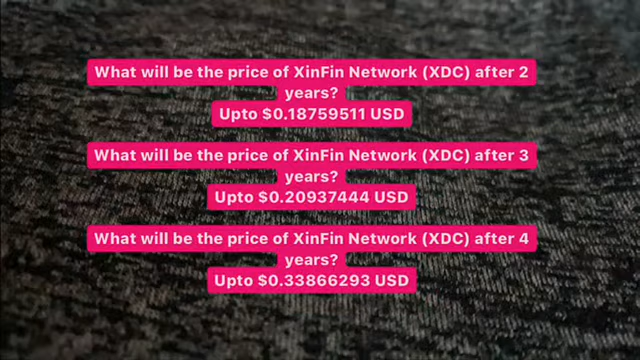 What will be the price of XinFin Network (XDC) after 2
years?
Upto $0.18759511 USD
What will be the price of XinFin Network (XDC) after 3
years?
Upto $0.20937444 USD
What will be the price of XinFin Network (XDC) after 4
years?
Upto $0.33866293 USD